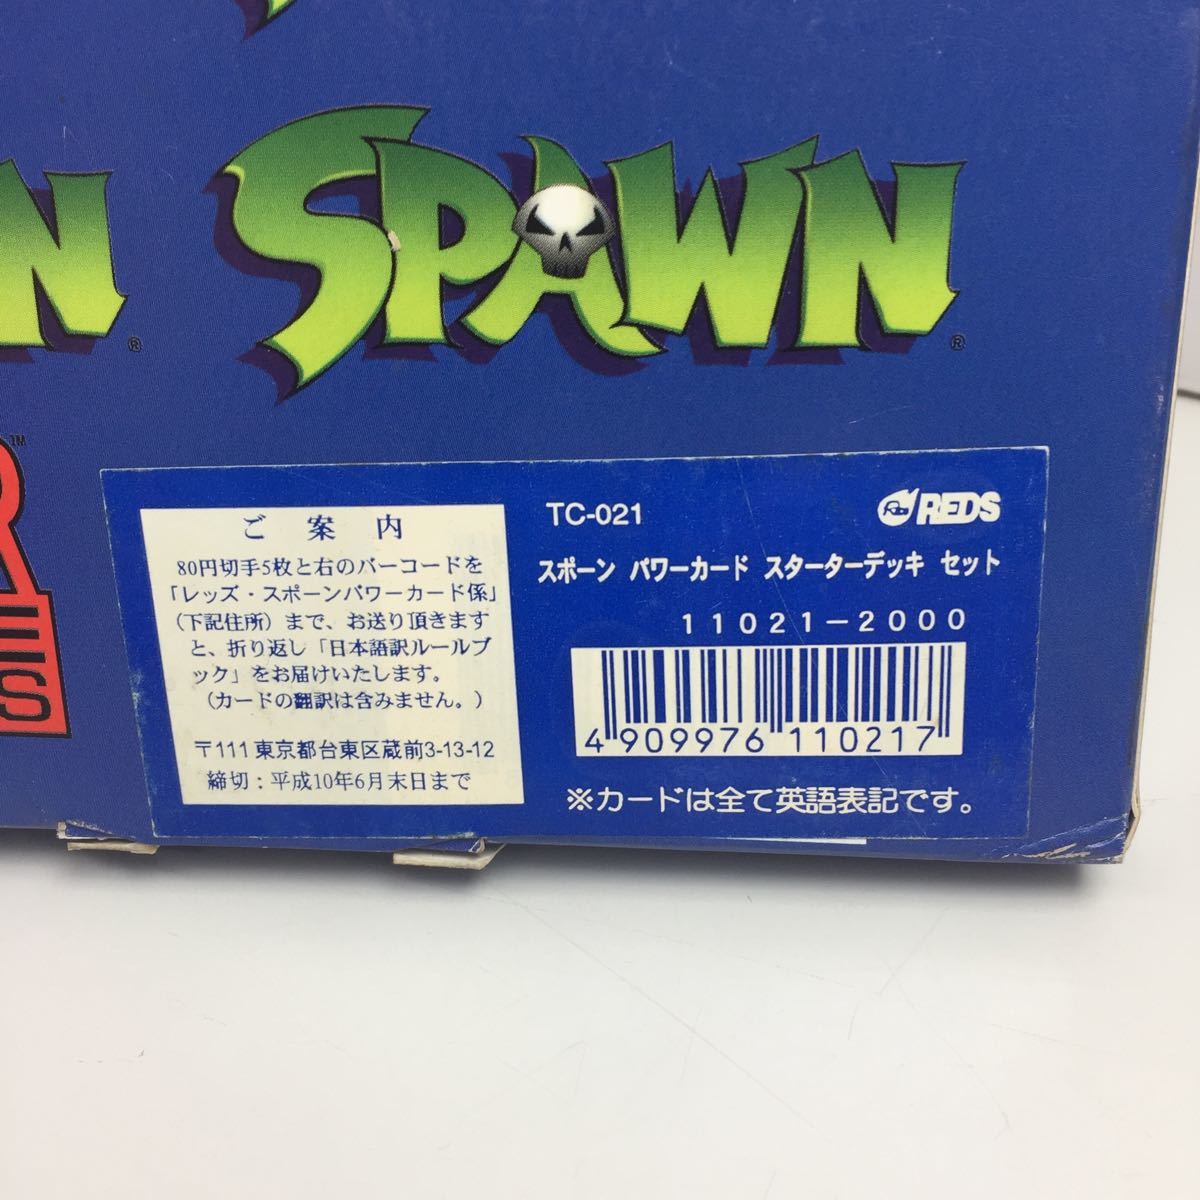 SPAWN
®
N
®
TM
R
ES
ご案内
80円切手5枚と右のバーコードを
「レッズ・スポーンパワーカード係」
(下記住所)まで、お送り頂きます
と、折り返し「日本語訳ルールブ
ック」をお届けいたします。
(カードの翻訳は含みません。)
〒111 東京都台東区蔵前3-13-12
締切:平成10年6月末日まで
TC-021
REDS
スポーン パワーカード スターターデッキ セット
11021-2000
4 909976 110217
※カードは全て英語表記です。